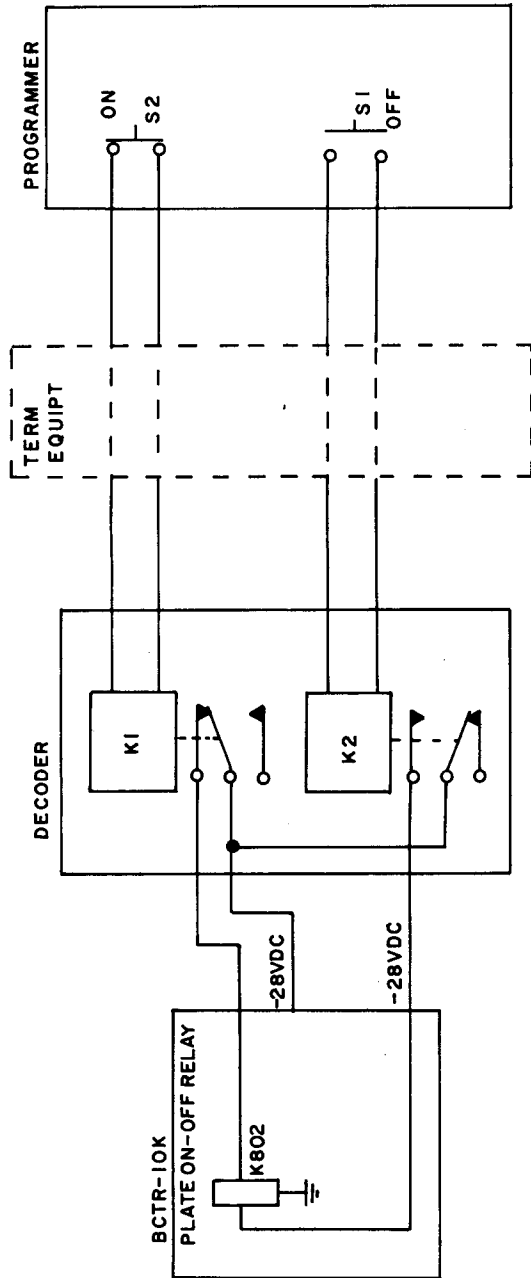 BCTR-10K
PLATE ON-OFF RELAY
K802
-28VDC
-28VDC
DECODER
K1
K2
TERM
EQUIPT
PROGRAMMER
ON
S2
S1
OFF